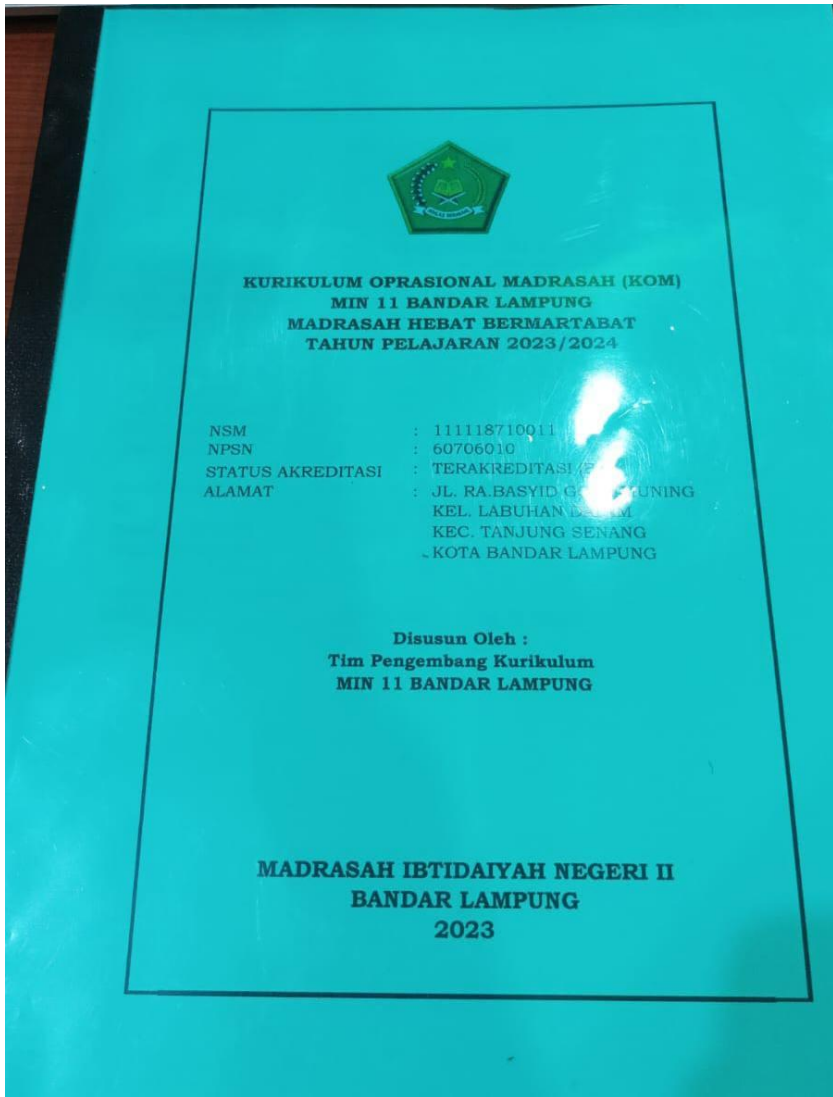 IKHLAS BERAMAL
KURIKULUM OPRASIONAL MADRASAH (KOM)
MIN 11 BANDAR LAMPUNG
MADRASAH HEBAT BERMARTABAT
TAHUN PELAJARAN 2023/2024
NSM : 111118710011
NPSN : 60706010
STATUS AKREDITASI : TERAKREDITASI
ALAMAT : JL. RA.BASYID
KEL. LABUHAN
KEC. TANJUNG SENANG
KOTA BANDAR LAMPUNG
Disusun Oleh :
Tim Pengembang Kurikulum
MIN 11 BANDAR LAMPUNG
MADRASAH IBTIDAIYAH NEGERI II
BANDAR LAMPUNG
2023